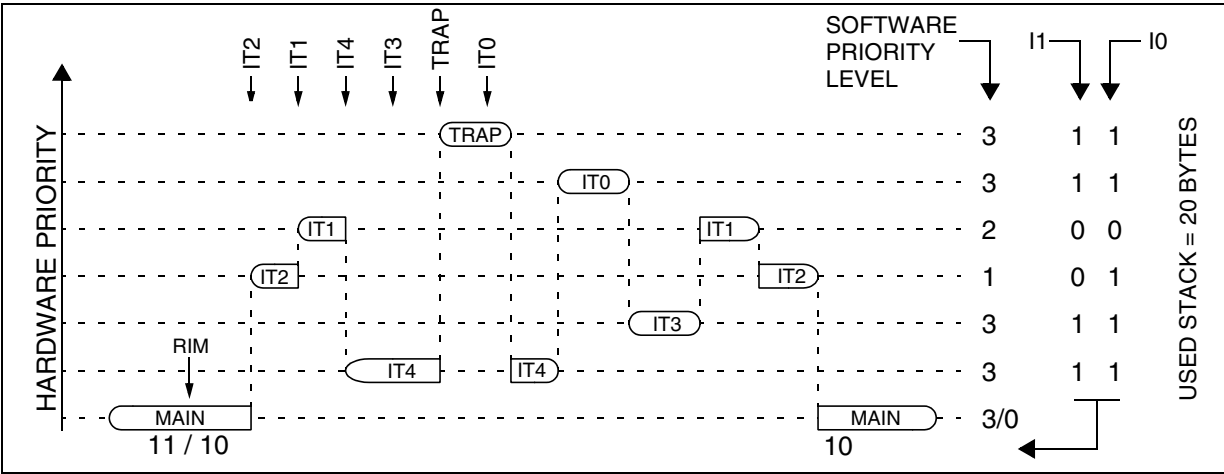 SOFTWARE
PRIORITY
LEVEL
I1
I0
IT2
IT1
IT4
IT3
TRAP
IT0
HARDWARE PRIORITY
TRAP
3
1 1
IT0
3
1 1
IT1
IT1
2
0 0
IT2
IT2
1
0 1
IT3
3
1 1
RIM
IT4
IT4
3
1 1
MAIN
MAIN
3/0
11 / 10
10
USED STACK = 20 BYTES